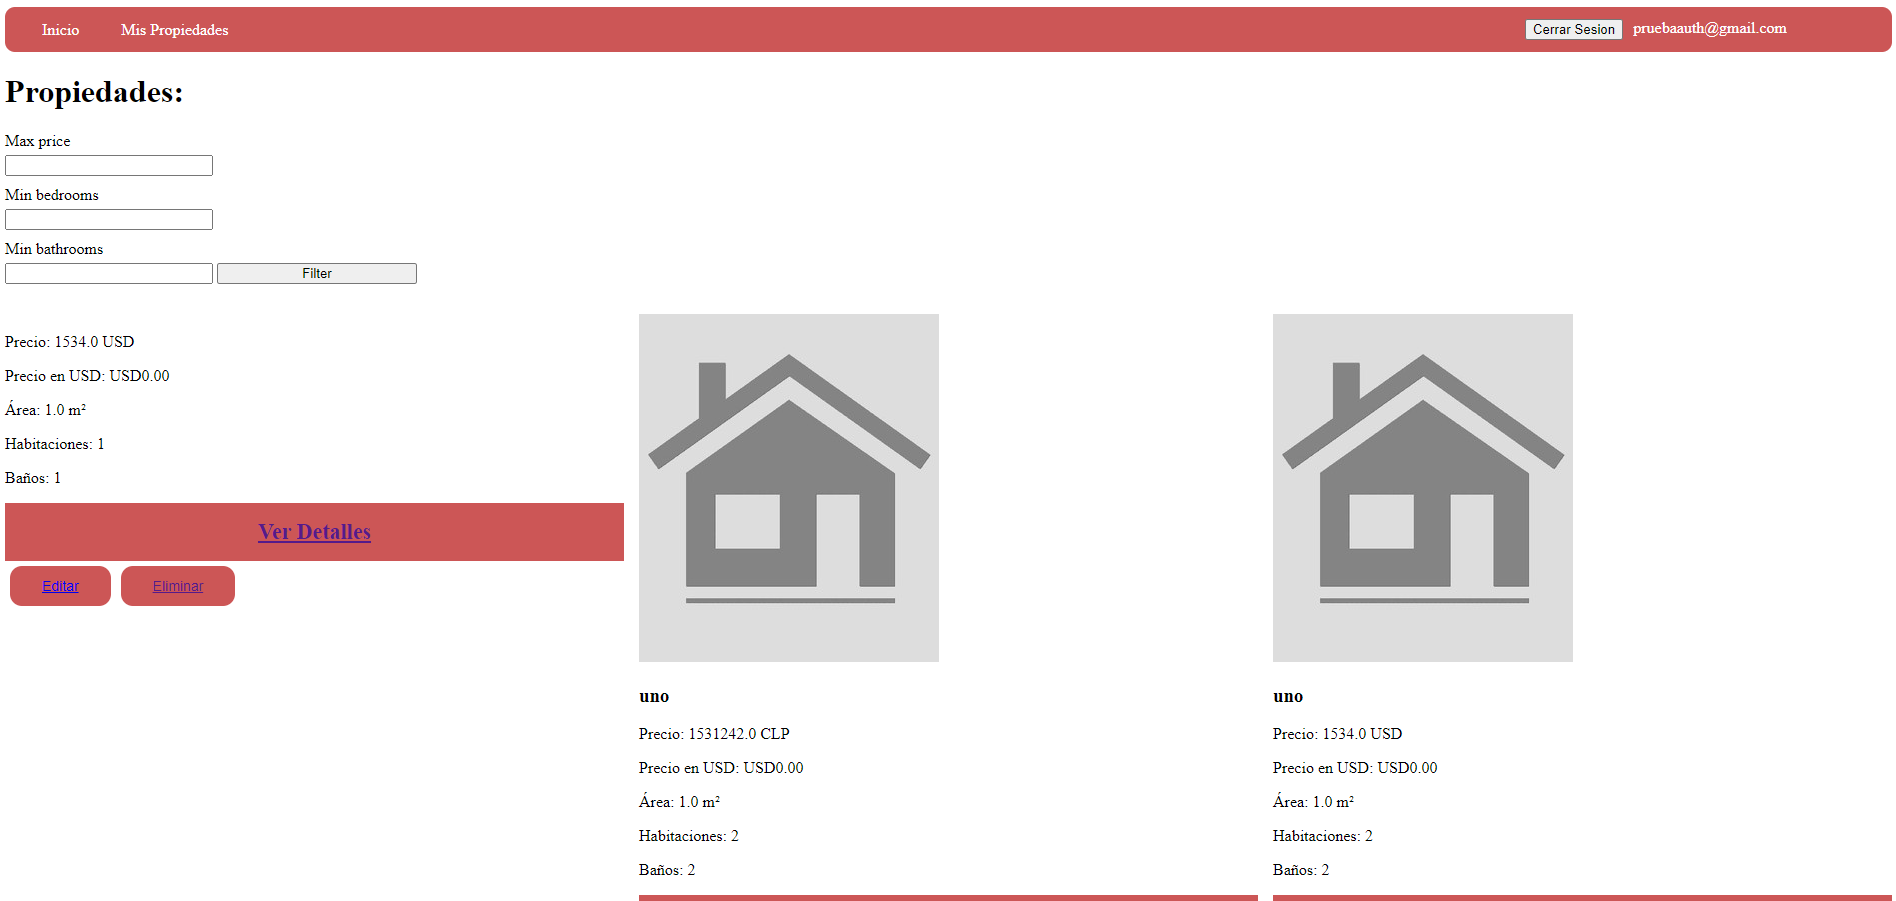 Inicio Mis Propiedades Cerrar Sesion pruebaauth@gmail.com
Propiedades:
Max price
Min bedrooms
Min bathrooms
Filter
Precio: 1534.0 USD
Precio en USD: USD0.00
Área: 1.0 m²
Habitaciones: 1
Baños: 1
Ver Detalles
Editar Eliminar
uno
Precio: 1531242.0 CLP
Precio en USD: USD0.00
Área: 1.0 m²
Habitaciones: 2
Baños: 2
uno
Precio: 1534.0 USD
Precio en USD: USD0.00
Área: 1.0 m²
Habitaciones: 2
Baños: 2